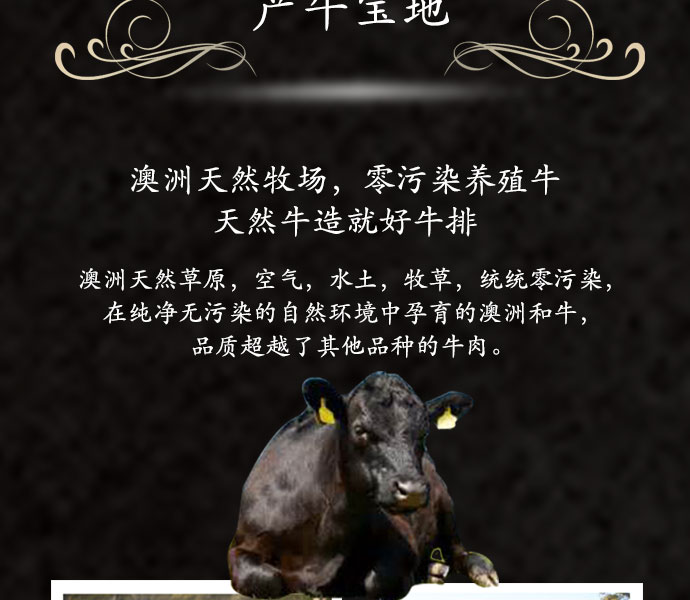 产牛宝地
澳洲天然牧场，零污染养殖牛
天然牛造就好牛排
澳洲天然草原，空气，水土，牧草，统统零污染，
在纯净无污染的自然环境中孕育的澳洲和牛，
品质超越了其他品种的牛肉。